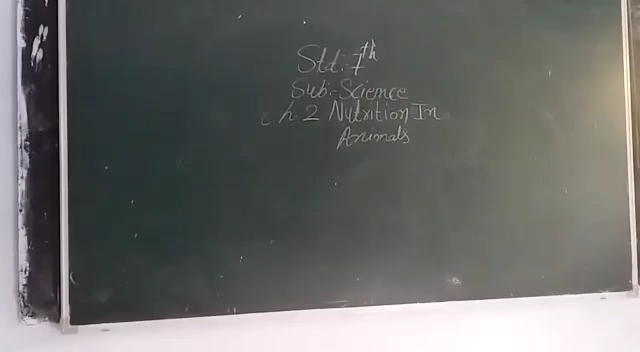 Std:-7th
Sub:-Science
Ch. 2 Nutrition In
Animals